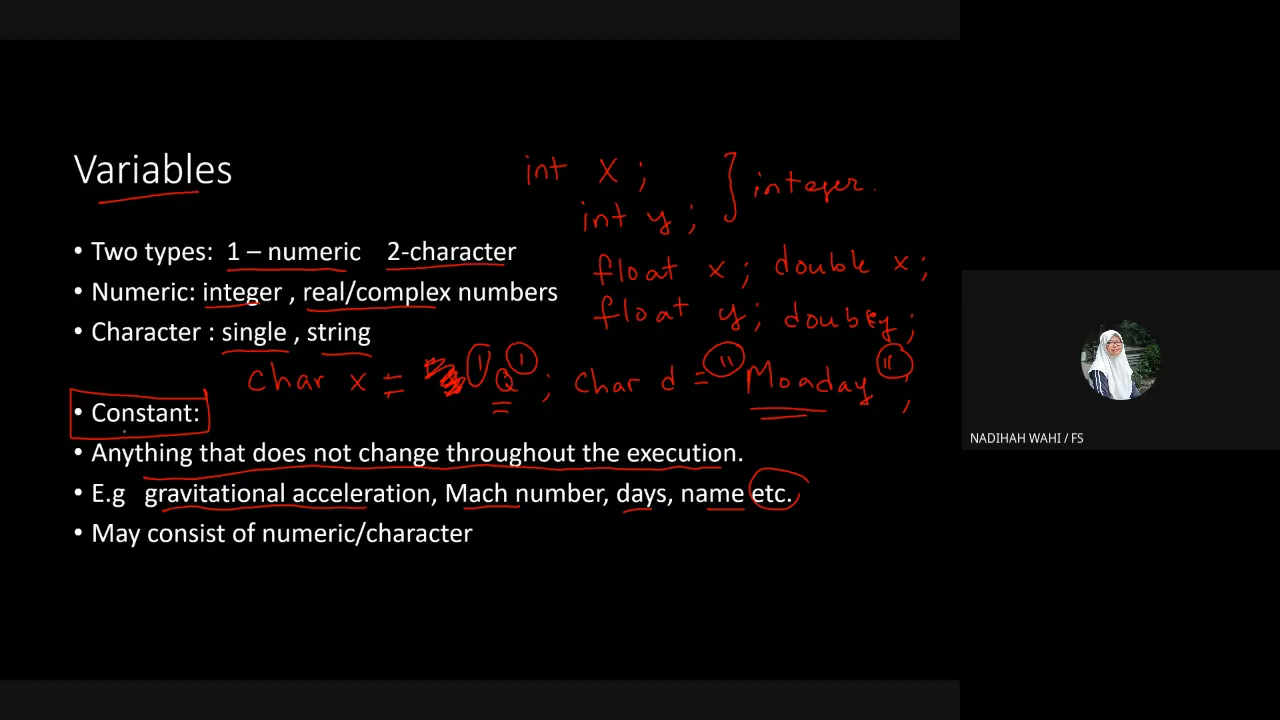 Variables
int x ;
int y ; } integer.
• Two types: 1 – numeric 2-character
float x ; double x ;
• Numeric: integer , real/complex numbers
float y ; doubley ;
• Character : single , string
char x = 'Q' ; char d = "Monday" ;
• Constant:
• Anything that does not change throughout the execution.
• E.g gravitational acceleration, Mach number, days, name etc.
• May consist of numeric/character
NADIHAH WAHI / FS